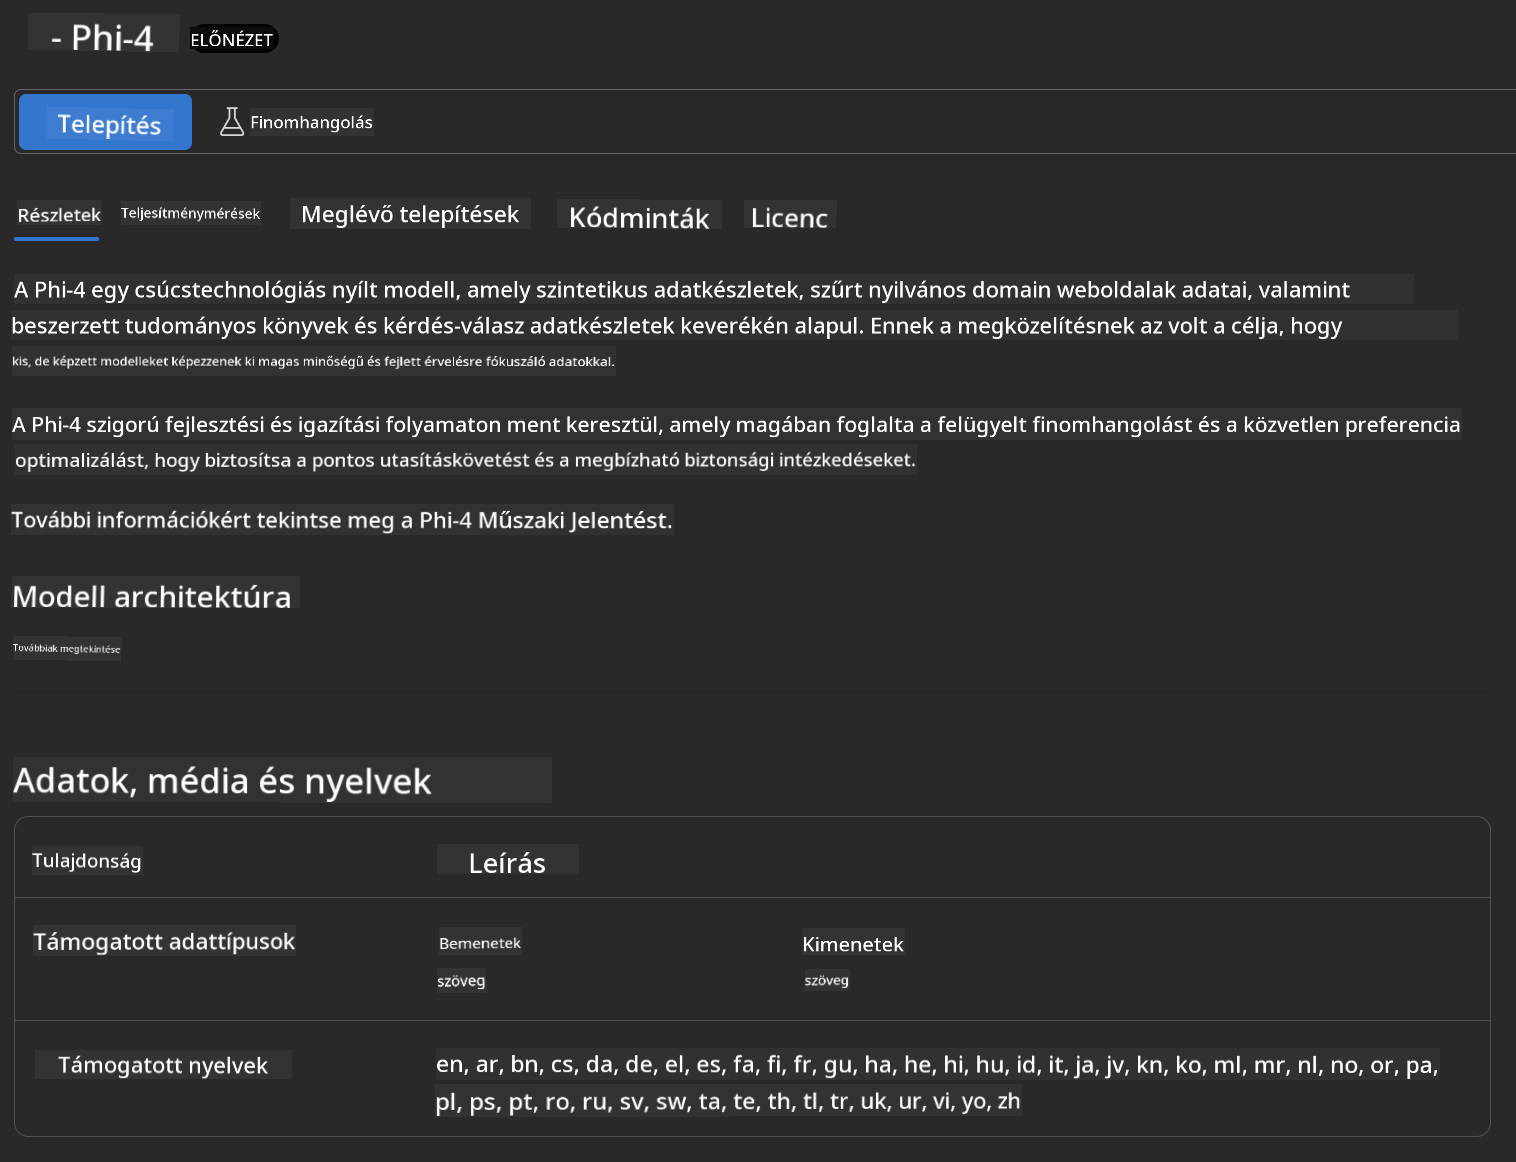 - Phi-4 ELŐNÉZET
Telepítés Finomhangolás
Részletek Teljesítménymérések Meglévő telepítések Kódminták Licenc
A Phi-4 egy csúcstechnológiás nyílt modell, amely szintetikus adatkészletek, szűrt nyilvános domain weboldalak adatai, valamint
beszerzett tudományos könyvek és kérdés-válasz adatkészletek keverékén alapul. Ennek a megközelítésnek az volt a célja, hogy
kis, de képzett modelleket képezzenek ki magas minőségű és fejlett érvelésre fókuszáló adatokkal.
A Phi-4 szigorú fejlesztési és igazítási folyamaton ment keresztül, amely magában foglalta a felügyelt finomhangolást és a közvetlen preferencia
optimalizálást, hogy biztosítsa a pontos utasításkövetést és a megbízható biztonsági intézkedéseket.
További információkért tekintse meg a Phi-4 Műszaki Jelentést.
Modell architektúra
Továbbiak megtekintése
Adatok, média és nyelvek
Tulajdonság Leírás
Támogatott adattípusok Bemenetek Kimenetek
szöveg szöveg
Támogatott nyelvek en, ar, bn, cs, da, de, el, es, fa, fi, fr, gu, ha, he, hi, hu, id, it, ja, jv, kn, ko, ml, mr, nl, no, or, pa,
pl, ps, pt, ro, ru, sv, sw, ta, te, th, tl, tr, uk, ur, vi, yo, zh